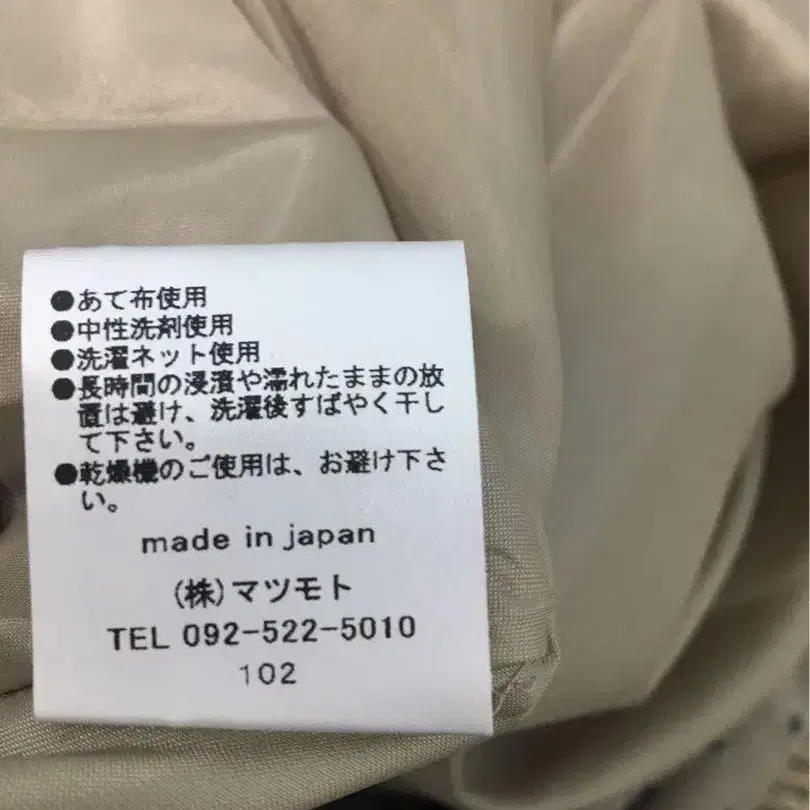 ●あて布使用
●中性洗剤使用
●洗濯ネット使用
●長時間の浸漬や濡れたままの放
置は避け、洗濯後すばやく干し
て下さい。
●乾燥機のご使用は、お避け下さ
い。
made in japan
(株)マツモト
TEL 092-522-5010
102